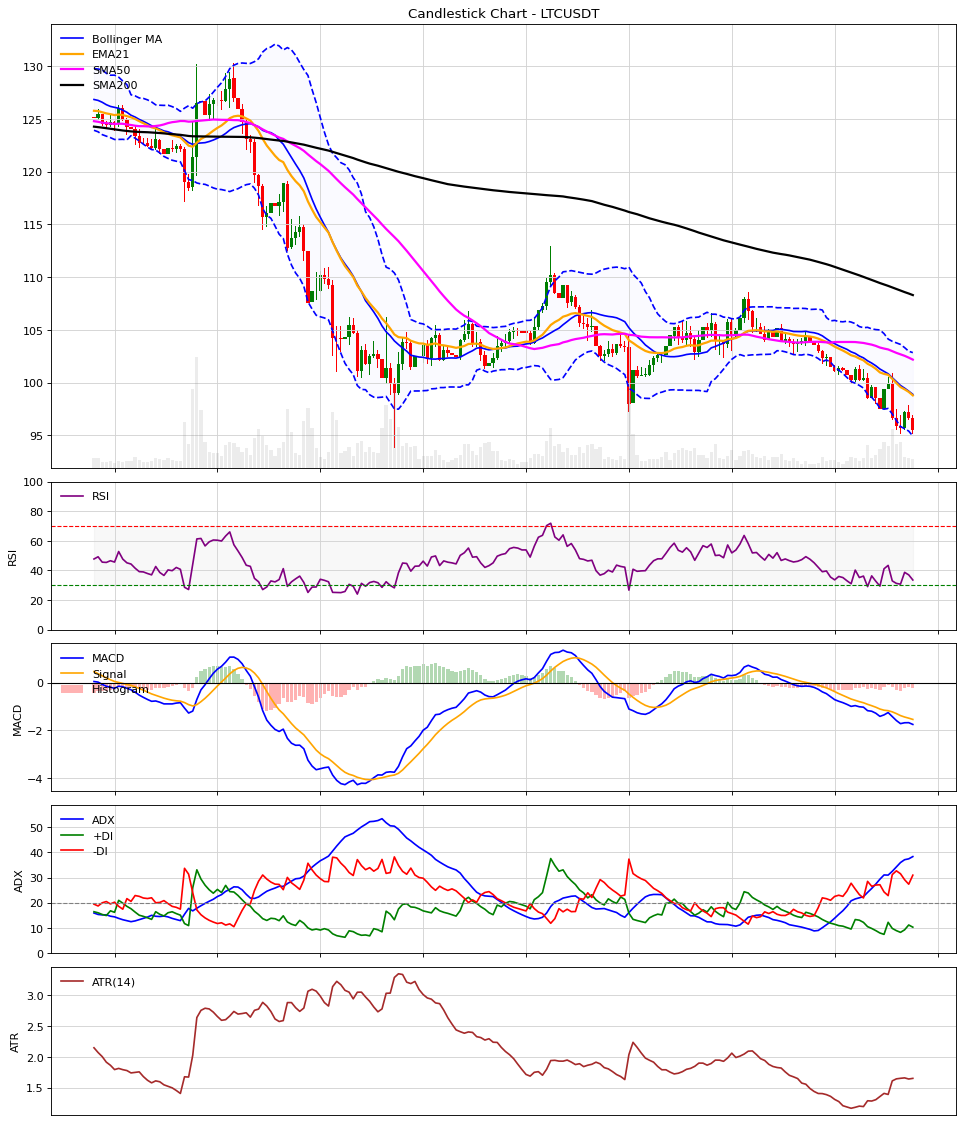 Candlestick Chart - LTCUSDT
Bollinger MA
EMA21
SMA50
SMA200
130
125
120
115
110
105
100
95
RSI
100
80
60
40
20
0
RSI
MACD
Signal
Histogram
0
−2
−4
MACD
ADX
+DI
-DI
50
40
30
20
10
0
ADX
ATR(14)
3.0
2.5
2.0
1.5
ATR